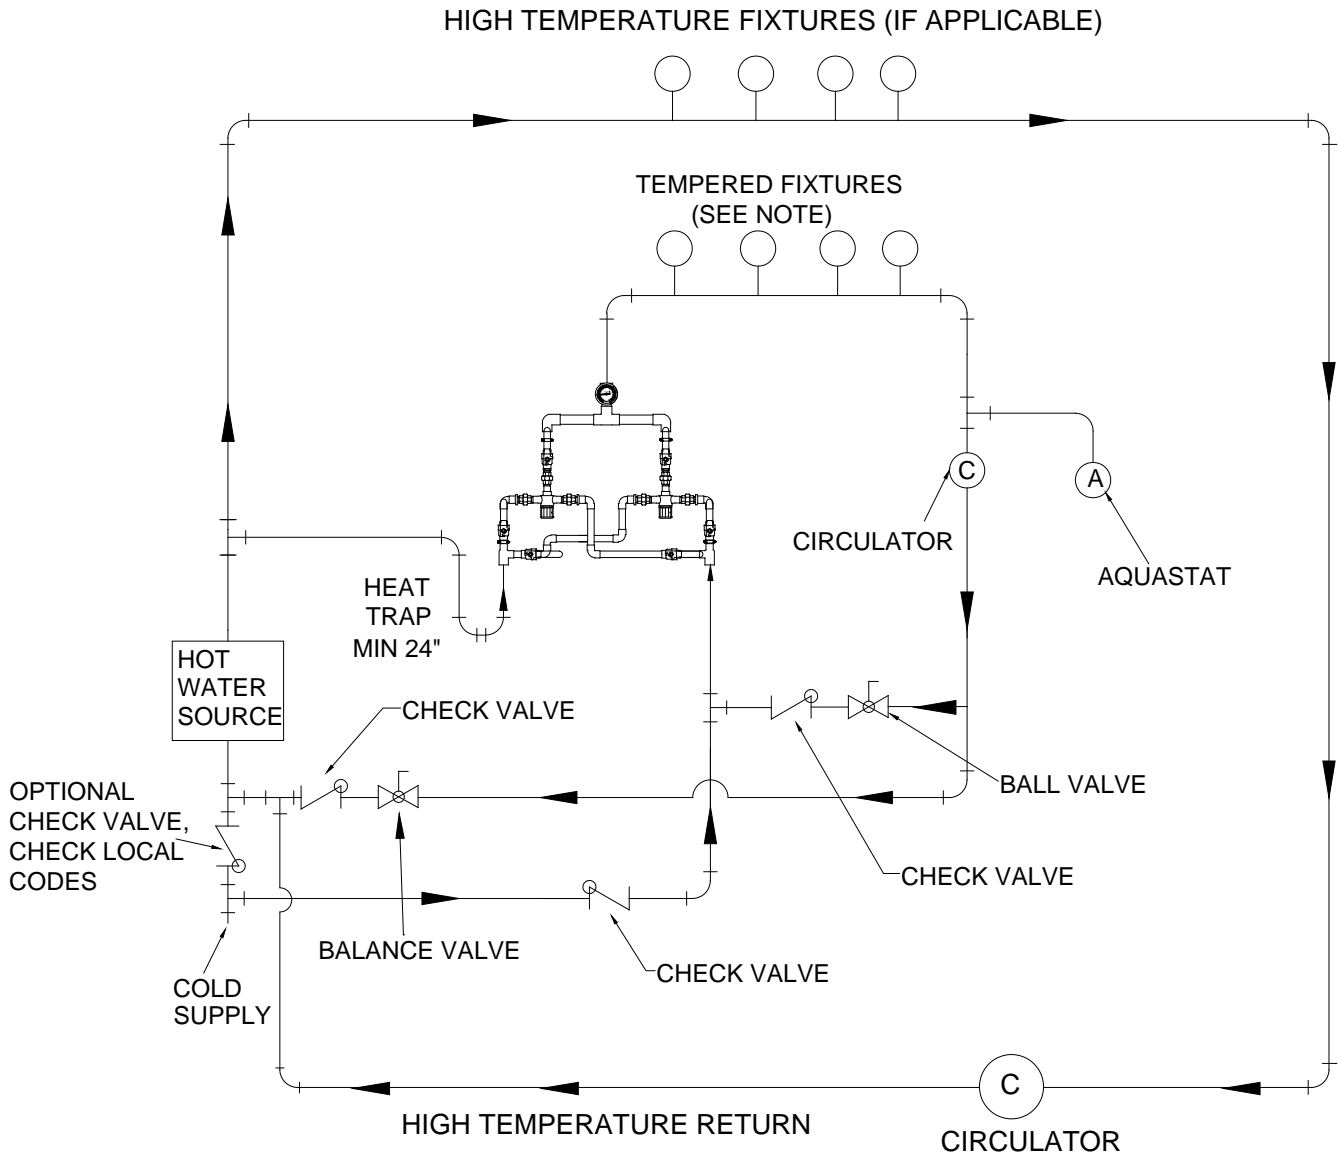 HIGH TEMPERATURE FIXTURES (IF APPLICABLE)
TEMPERED FIXTURES
(SEE NOTE)
C
A
CIRCULATOR
AQUASTAT
HEAT
TRAP
MIN 24"
HOT
WATER
SOURCE
CHECK VALVE
BALL VALVE
OPTIONAL
CHECK VALVE,
CHECK LOCAL
CODES
CHECK VALVE
BALANCE VALVE
CHECK VALVE
COLD
SUPPLY
C
HIGH TEMPERATURE RETURN
CIRCULATOR